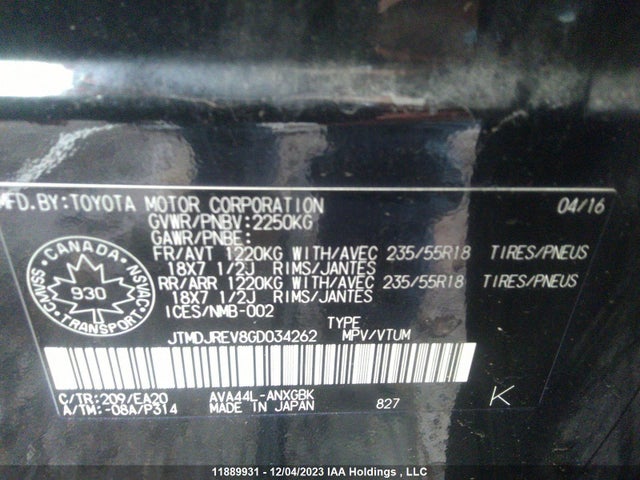 MFD.BY:TOYOTA MOTOR CORPORATION 04/16
GVWR/PNBV:2250KG
GAWR/PNBE:
FR/AVT 1220KG WITH/AVEC 235/55R18 TIRES/PNEUS
18X7 1/2J RIMS/JANTES
RR/ARR 1220KG WITH/AVEC 235/55R18 TIRES/PNEUS
18X7 1/2J RIMS/JANTES
ICES/NMB-002
CANADA
CMVSS
NSVAC
930
TRANSPORT
TYPE
JTMDJREV8GD034262 MPV/VTUM
C/TR:209/EA20 AVA44L-ANXGBK
A/TM:-08A/P314 MADE IN JAPAN 827 K
11889931 - 12/04/2023 IAA Holdings , LLC